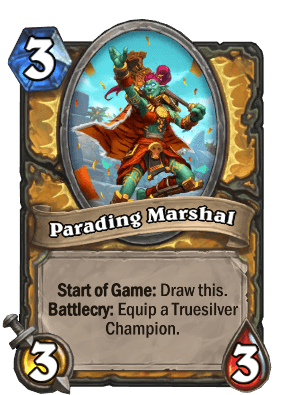 3
Parading Marshal
Start of Game: Draw this.
Battlecry: Equip a Truesilver
Champion.
3
3